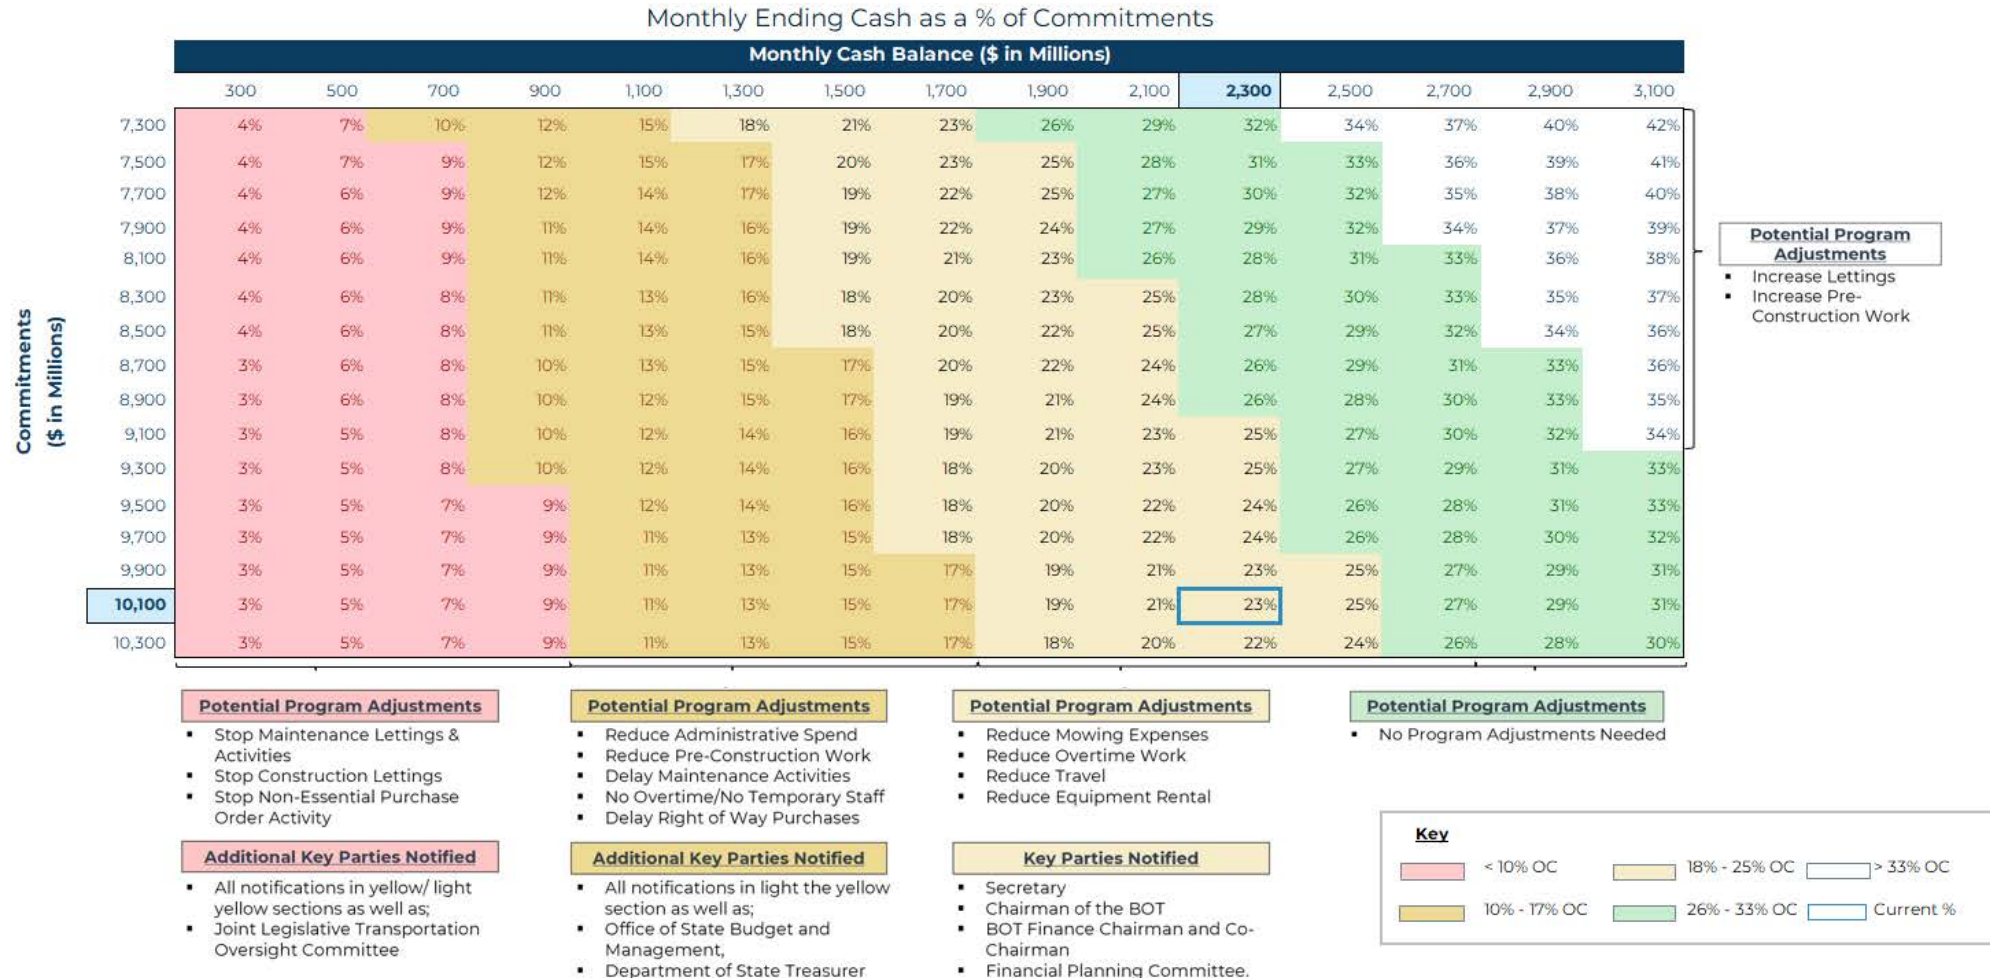 Monthly Ending Cash as a % of Commitments
Monthly Cash Balance ($ in Millions)
300 500 700 900 1,100 1,300 1,500 1,700 1,900 2,100 2,300 2,500 2,700 2,900 3,100
7,300 4% 7% 10% 12% 15% 18% 21% 23% 26% 29% 32% 34% 37% 40% 42%
7,500 4% 7% 9% 12% 15% 17% 20% 23% 25% 28% 31% 33% 36% 39% 41%
7,700 4% 6% 9% 12% 14% 17% 19% 22% 25% 27% 30% 32% 35% 38% 40%
7,900 4% 6% 9% 11% 14% 16% 19% 22% 24% 27% 29% 32% 34% 37% 39%
8,100 4% 6% 9% 11% 14% 16% 19% 21% 23% 26% 28% 31% 33% 36% 38%
8,300 4% 6% 8% 11% 13% 16% 18% 20% 23% 25% 28% 30% 33% 35% 37%
8,500 4% 6% 8% 11% 13% 15% 18% 20% 22% 25% 27% 29% 32% 34% 36%
8,700 3% 6% 8% 10% 13% 15% 17% 20% 22% 24% 26% 29% 31% 33% 36%
8,900 3% 6% 8% 10% 12% 15% 17% 19% 21% 24% 26% 28% 30% 33% 35%
9,100 3% 5% 8% 10% 12% 14% 16% 19% 21% 23% 25% 27% 30% 32% 34%
9,300 3% 5% 8% 10% 12% 14% 16% 18% 20% 23% 25% 27% 29% 31% 33%
9,500 3% 5% 7% 9% 12% 14% 16% 18% 20% 22% 24% 26% 28% 31% 33%
9,700 3% 5% 7% 9% 11% 13% 15% 18% 20% 22% 24% 26% 28% 30% 32%
9,900 3% 5% 7% 9% 11% 13% 15% 17% 19% 21% 23% 25% 27% 29% 31%
10,100 3% 5% 7% 9% 11% 13% 15% 17% 19% 21% 23% 25% 27% 29% 31%
10,300 3% 5% 7% 9% 11% 13% 15% 17% 18% 20% 22% 24% 26% 28% 30%
Commitments
($ in Millions)
Potential Program
Adjustments
▪ Increase Lettings
▪ Increase Pre-
Construction Work
Potential Program Adjustments
▪ Stop Maintenance Lettings &
Activities
▪ Stop Construction Lettings
▪ Stop Non-Essential Purchase
Order Activity
Additional Key Parties Notified
▪ All notifications in yellow/ light
yellow sections as well as;
▪ Joint Legislative Transportation
Oversight Committee
Potential Program Adjustments
▪ Reduce Administrative Spend
▪ Reduce Pre-Construction Work
▪ Delay Maintenance Activities
▪ No Overtime/No Temporary Staff
▪ Delay Right of Way Purchases
Additional Key Parties Notified
▪ All notifications in light the yellow
section as well as;
▪ Office of State Budget and
Management,
▪ Department of State Treasurer
Potential Program Adjustments
▪ Reduce Mowing Expenses
▪ Reduce Overtime Work
▪ Reduce Travel
▪ Reduce Equipment Rental
Key Parties Notified
▪ Secretary
▪ Chairman of the BOT
▪ BOT Finance Chairman and Co-
Chairman
▪ Financial Planning Committee.
Potential Program Adjustments
▪ No Program Adjustments Needed
Key
< 10% OC 18% - 25% OC > 33% OC
10% - 17% OC 26% - 33% OC Current %